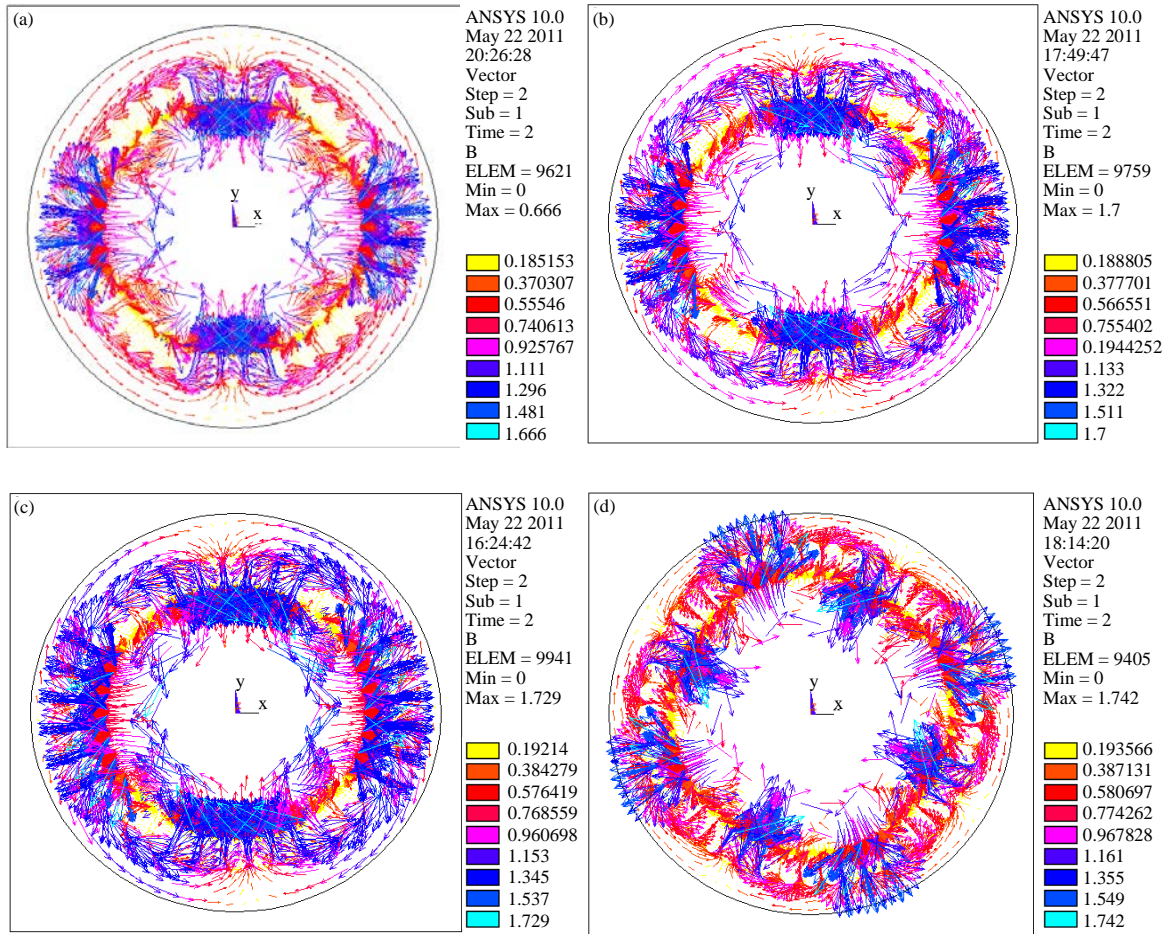 (a)
ANSYS 10.0
May 22 2011
20:26:28
Vector
Step = 2
Sub = 1
Time = 2
B
ELEM = 9621
Min = 0
Max = 0.666
y
x
0.185153
0.370307
0.55546
0.740613
0.925767
1.111
1.296
1.481
1.666
(b)
ANSYS 10.0
May 22 2011
17:49:47
Vector
Step = 2
Sub = 1
Time = 2
B
ELEM = 9759
Min = 0
Max = 1.7
y
x
0.188805
0.377701
0.566551
0.755402
0.1944252
1.133
1.322
1.511
1.7
(c)
ANSYS 10.0
May 22 2011
16:24:42
Vector
Step = 2
Sub = 1
Time = 2
B
ELEM = 9941
Min = 0
Max = 1.729
y
x
0.19214
0.384279
0.576419
0.768559
0.960698
1.153
1.345
1.537
1.729
(d)
ANSYS 10.0
May 22 2011
18:14:20
Vector
Step = 2
Sub = 1
Time = 2
B
ELEM = 9405
Min = 0
Max = 1.742
y
x
0.193566
0.387131
0.580697
0.774262
0.967828
1.161
1.355
1.549
1.742